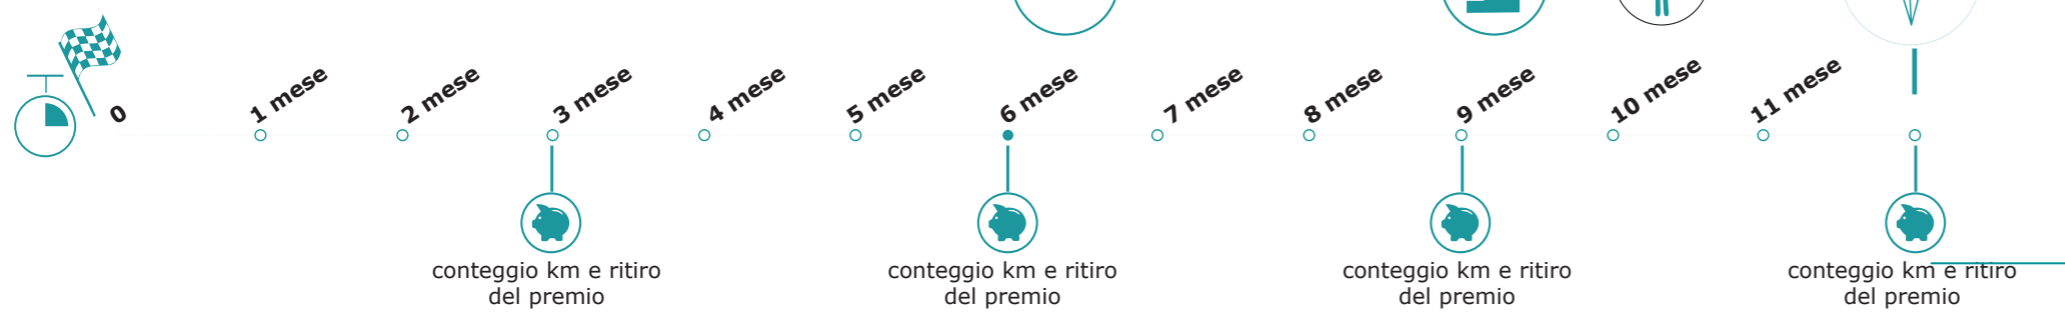 0
1 mese
2 mese
3 mese
4 mese
5 mese
6 mese
7 mese
8 mese
9 mese
10 mese
11 mese
conteggio km e ritiro
del premio
conteggio km e ritiro
del premio
conteggio km e ritiro
del premio
conteggio km e ritiro
del premio